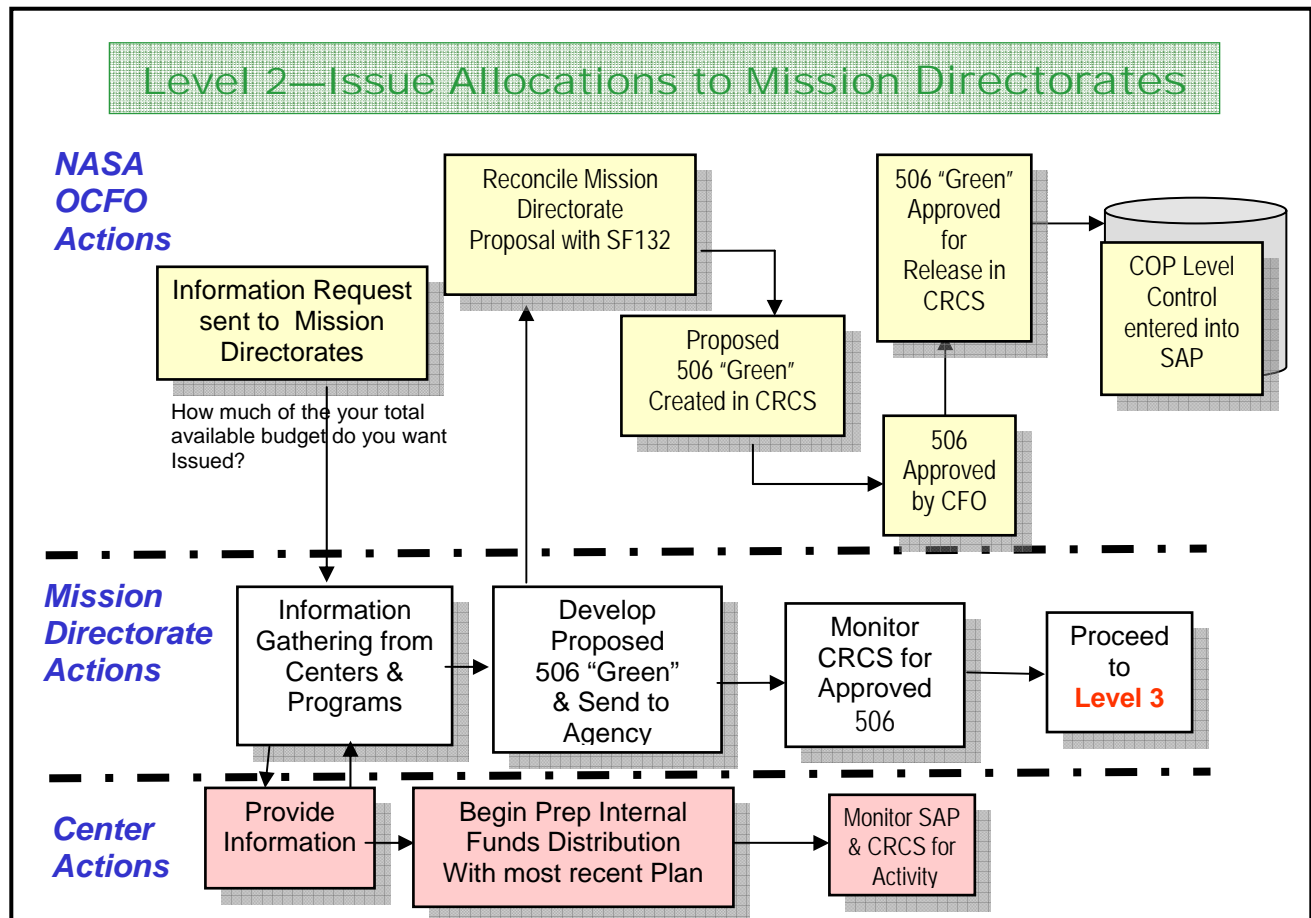 Level 2—Issue Allocations to Mission Directorates
NASA
OCFO
Actions
Information Request
sent to Mission
Directorates
How much of the your total
available budget do you want
Issued?
Reconcile Mission
Directorate
Proposal with SF132
Proposed
506 “Green”
Created in CRCS
506
Approved
by CFO
506 “Green”
Approved
for
Release in
CRCS
COP Level
Control
entered into
SAP
Mission
Directorate
Actions
Information
Gathering from
Centers &
Programs
Develop
Proposed
506 “Green”
& Send to
Agency
Monitor
CRCS for
Approved
506
Proceed
to
Level 3
Center
Actions
Provide
Information
Begin Prep Internal
Funds Distribution
With most recent Plan
Monitor SAP
& CRCS for
Activity